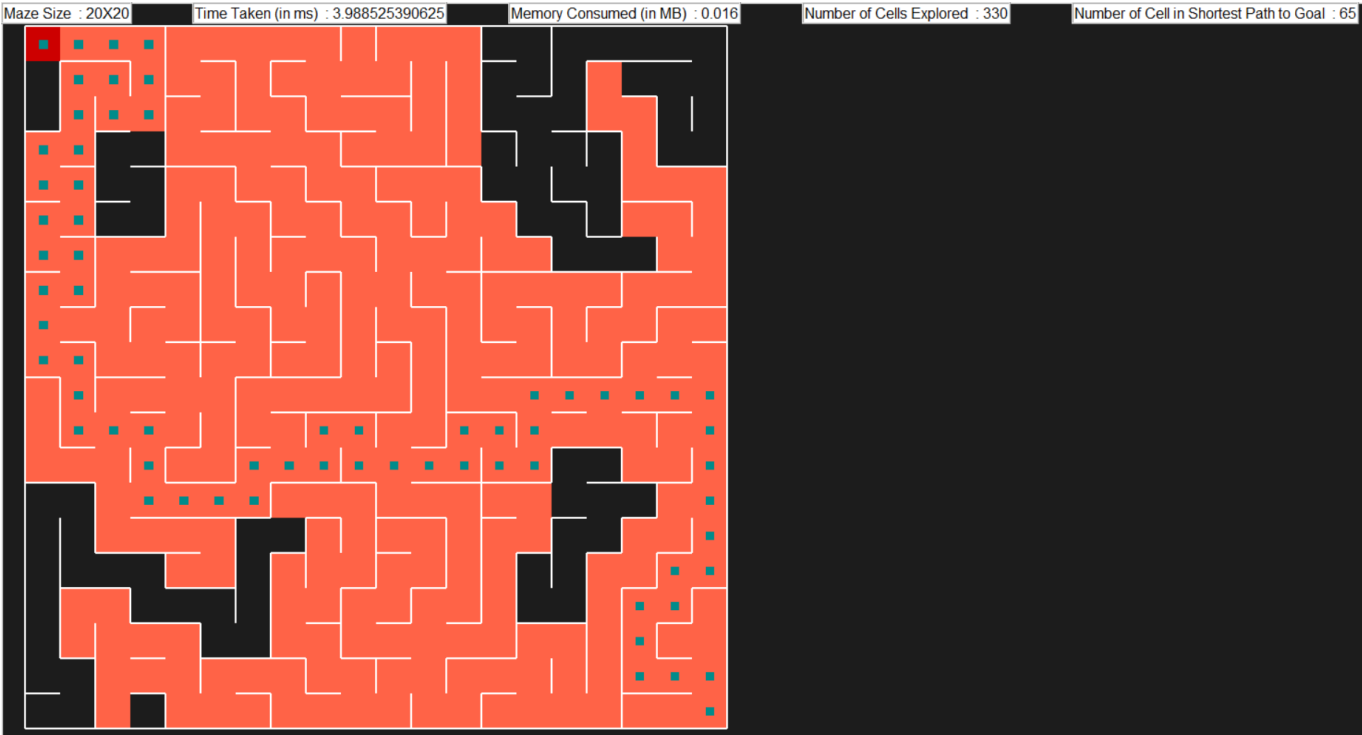 Maze Size : 20X20
Time Taken (in ms) : 3.988525390625
Memory Consumed (in MB) : 0.016
Number of Cells Explored : 330
Number of Cell in Shortest Path to Goal : 65